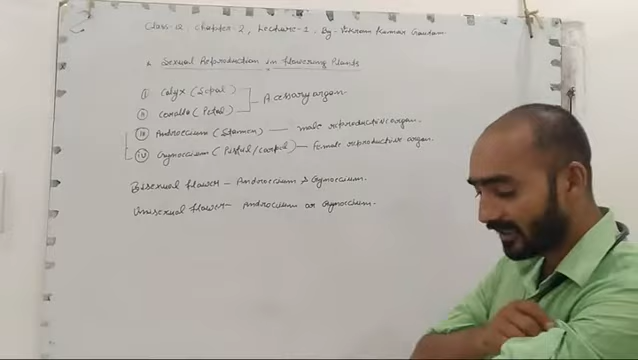 Class-12 Chapter-2, Lecture-1. By-Vikram Kumar Gautam.
Sexual Reproduction in flowering Plants
(i) Calyx (Sepal)
Acessary organ.
(ii) Corolla (Petal)
(iii) Androecium (Stamen) — male reproductive organ.
(iv) Gynoecium (Pistil/carpel) — Female reproductive organ.
Bisexual flower - Androecium & Gynoecium.
Unisexual flower - Androecium or Gynoecium.